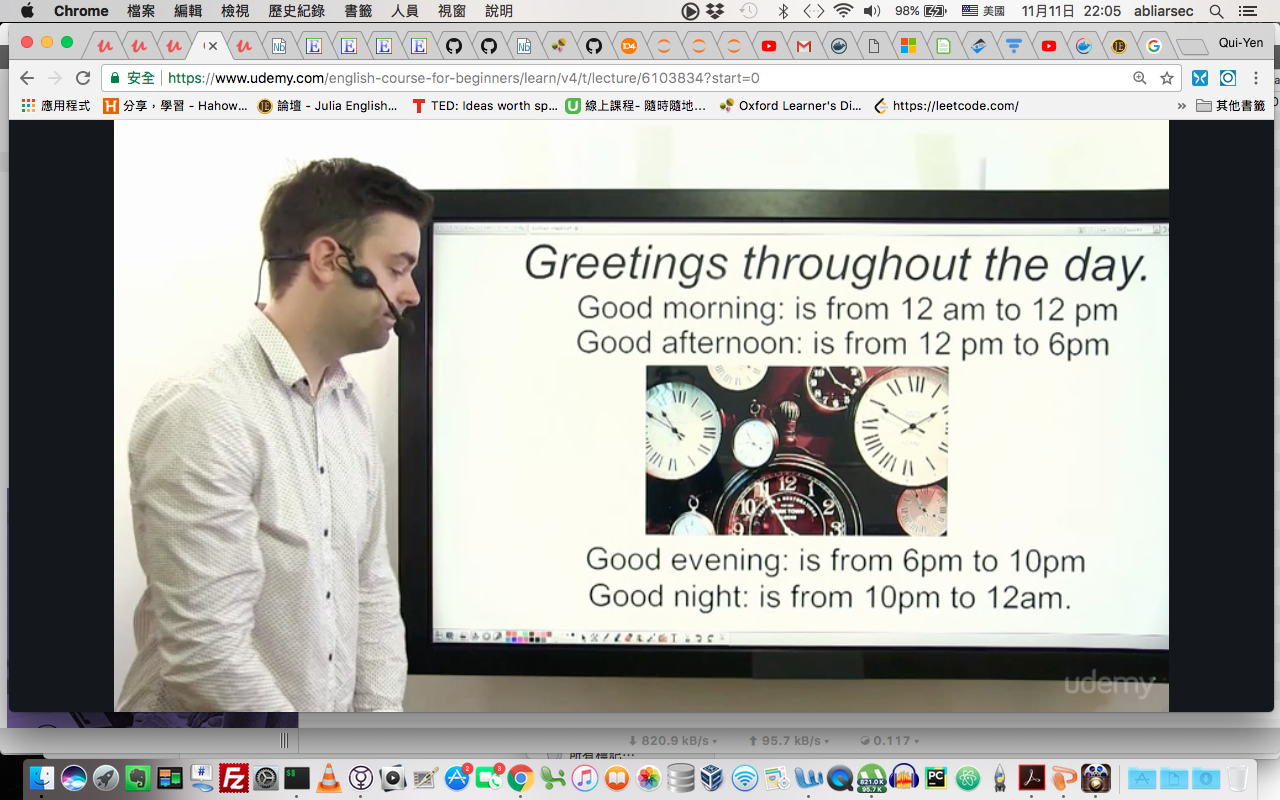 Chrome 檔案 編輯 檢視 歷史紀錄 書籤 人員 視窗 說明 98% 美國 11月11日 22:05 abliarsec
Qui-Yen
安全 https://www.udemy.com/english-course-for-beginners/learn/v4/t/lecture/6103834?start=0
應用程式 分享，學習 - Hahow... 論壇 - Julia English... TED: Ideas worth sp... 線上課程- 隨時隨地... Oxford Learner's Di... https://leetcode.com/ » 其他書籤
Greetings throughout the day.
Good morning: is from 12 am to 12 pm
Good afternoon: is from 12 pm to 6pm
Good evening: is from 6pm to 10pm
Good night: is from 10pm to 12am.
udemy
820.9 kB/s 95.7 kB/s 0.117